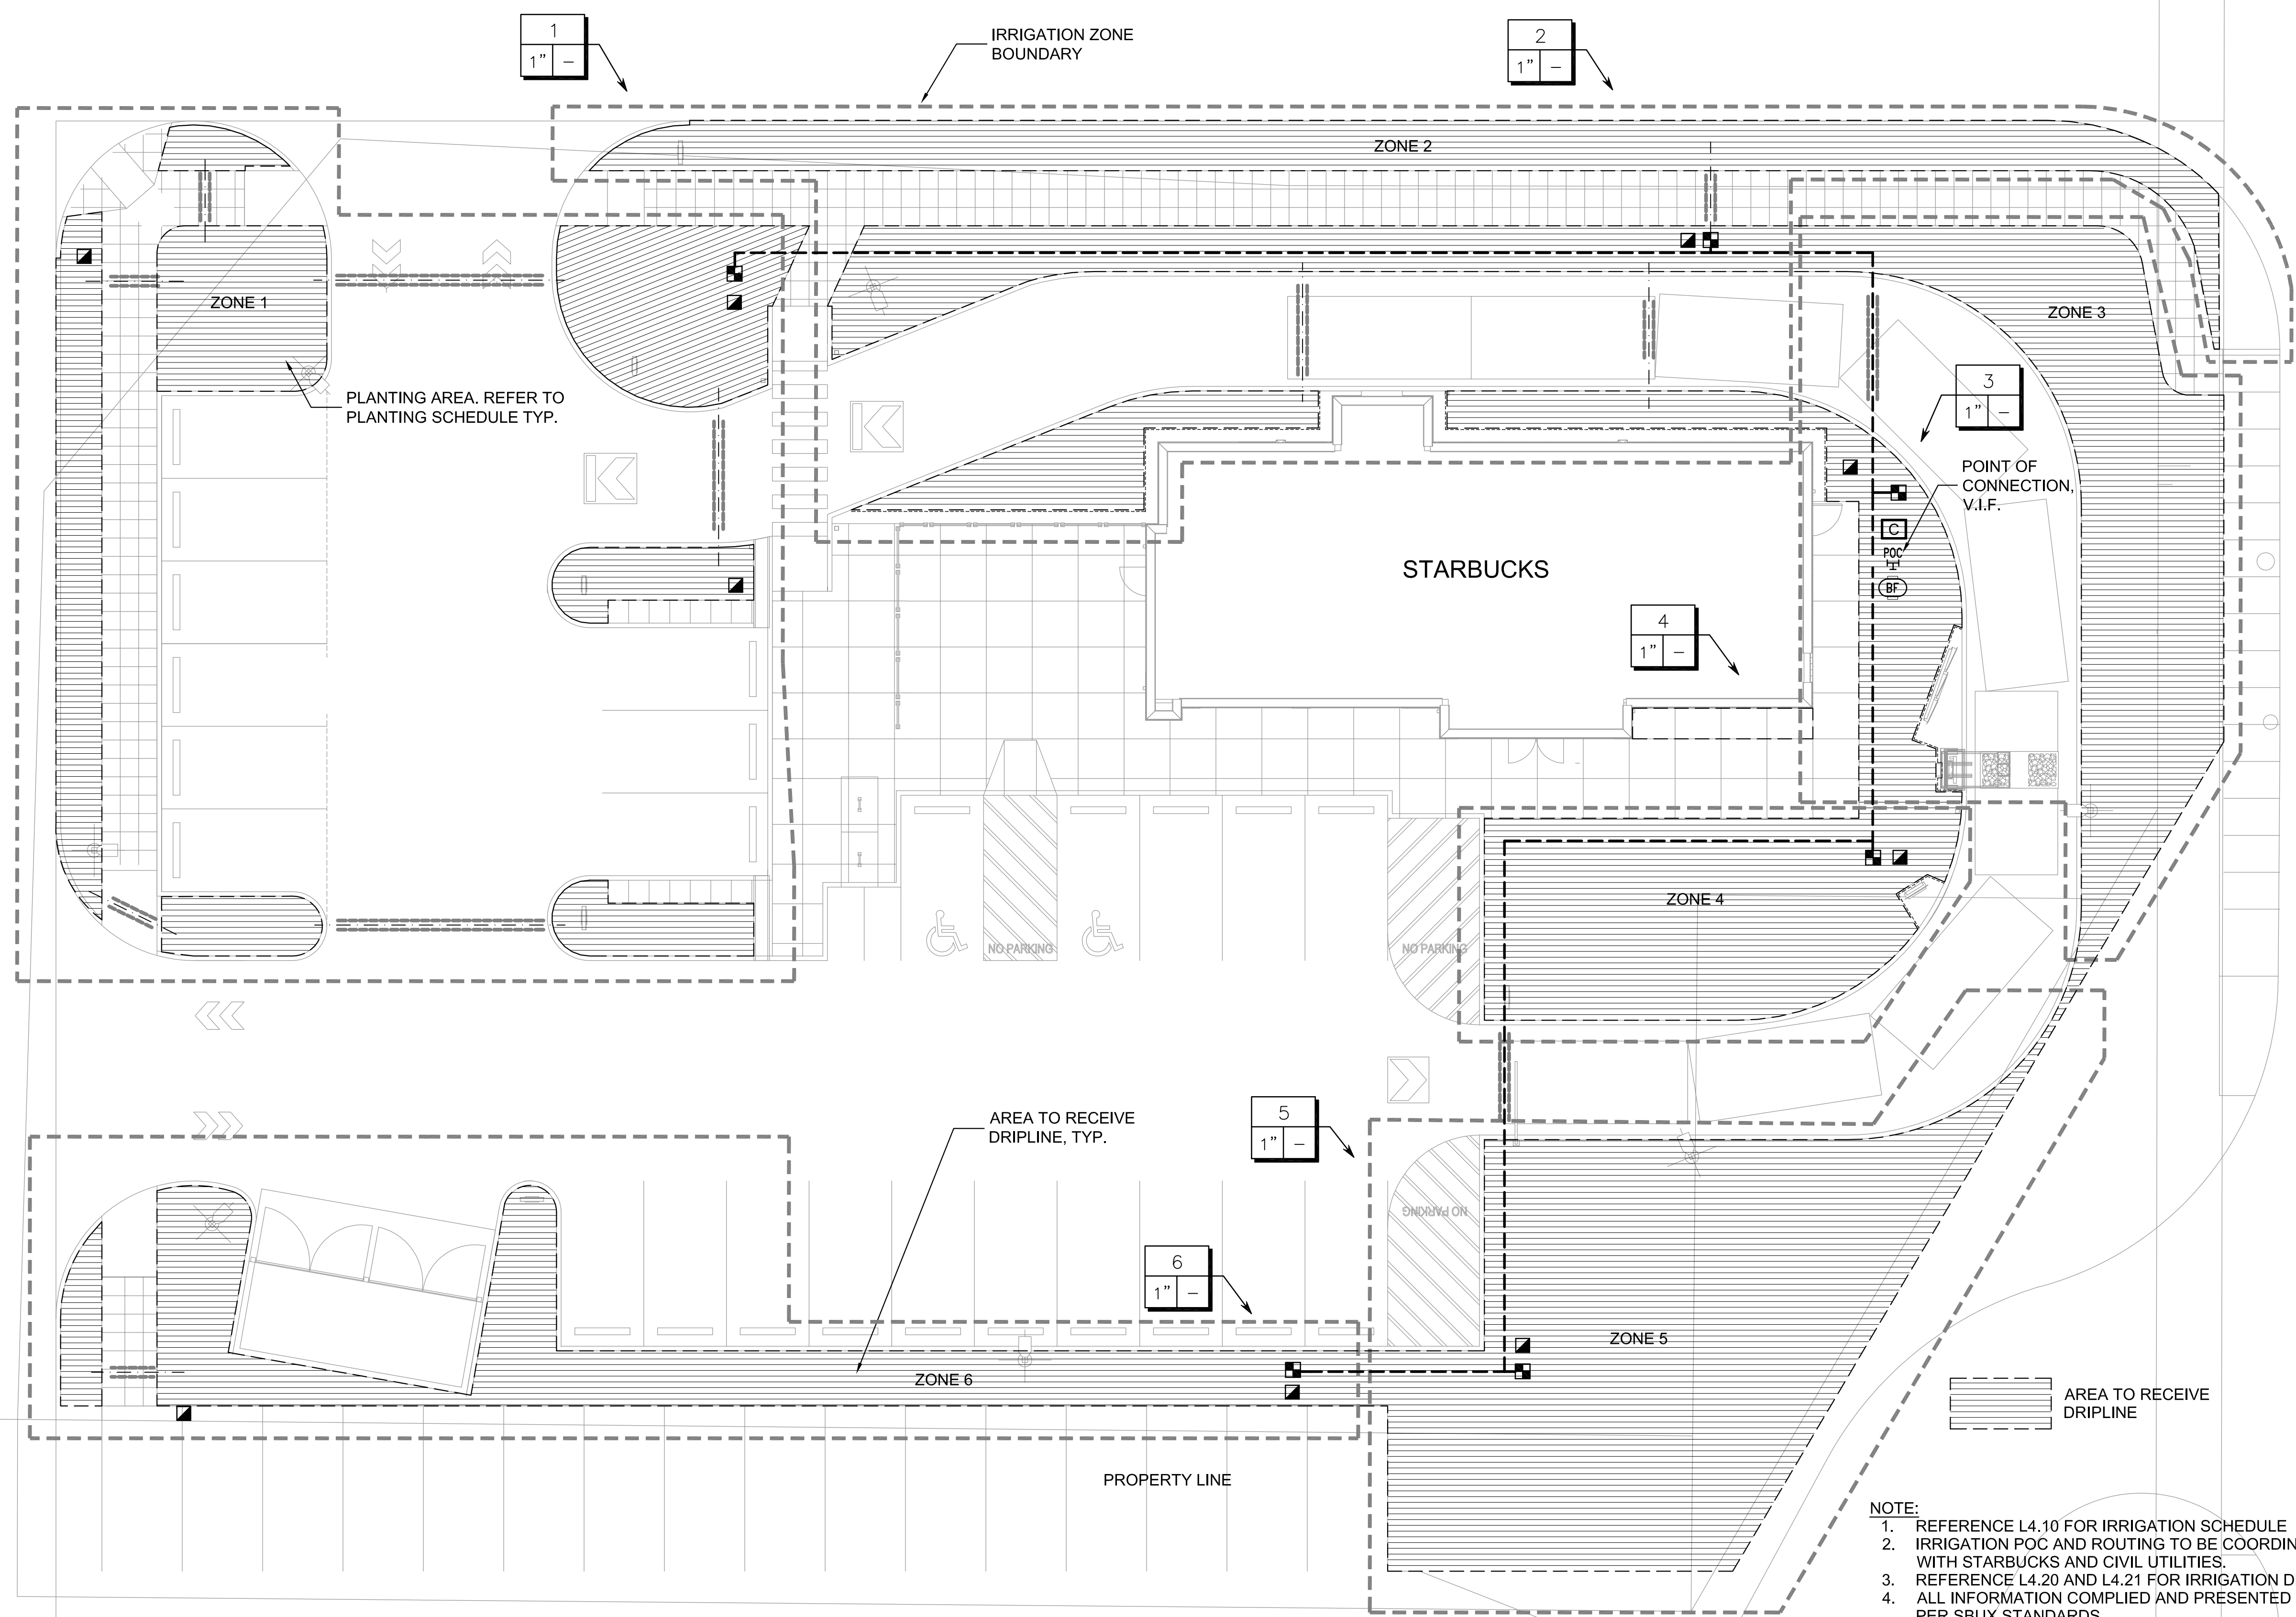 1
1" –
IRRIGATION ZONE
BOUNDARY
2
1" –
ZONE 2
ZONE 1
ZONE 3
PLANTING AREA. REFER TO
PLANTING SCHEDULE TYP.
3
1" –
POINT OF
CONNECTION,
V.I.F.
C
POC
BF
STARBUCKS
4
1" –
ZONE 4
NO PARKING
NO PARKING
AREA TO RECEIVE
DRIPLINE, TYP.
5
1" –
NO PARKING
6
1" –
ZONE 5
ZONE 6
AREA TO RECEIVE
DRIPLINE
PROPERTY LINE
NOTE:
1. REFERENCE L4.10 FOR IRRIGATION SCHEDULE
2. IRRIGATION POC AND ROUTING TO BE COORDIN
WITH STARBUCKS AND CIVIL UTILITIES.
3. REFERENCE L4.20 AND L4.21 FOR IRRIGATION D
4. ALL INFORMATION COMPLIED AND PRESENTED
PER SBUX STANDARDS